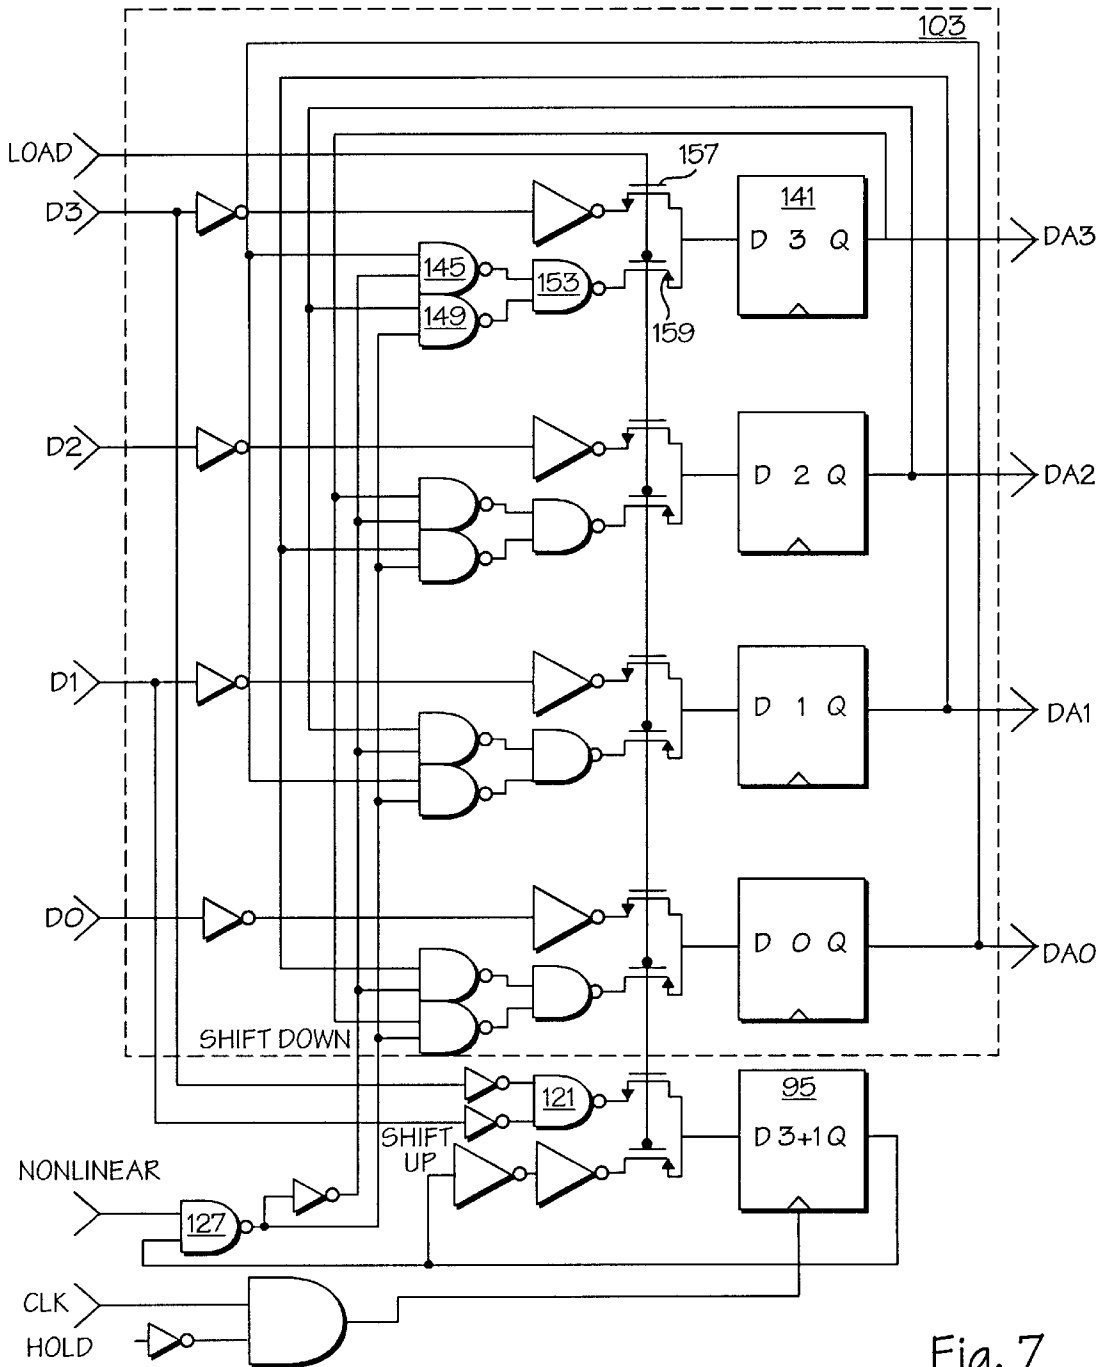 103
LOAD
157
D3
141
D 3 Q
DA3
145
153
149
159
D2
D 2 Q
DA2
D1
D 1 Q
DA1
D0
D 0 Q
DA0
SHIFT DOWN
95
121
D 3+1 Q
SHIFT
UP
NONLINEAR
127
CLK
HOLD
Fig. 7